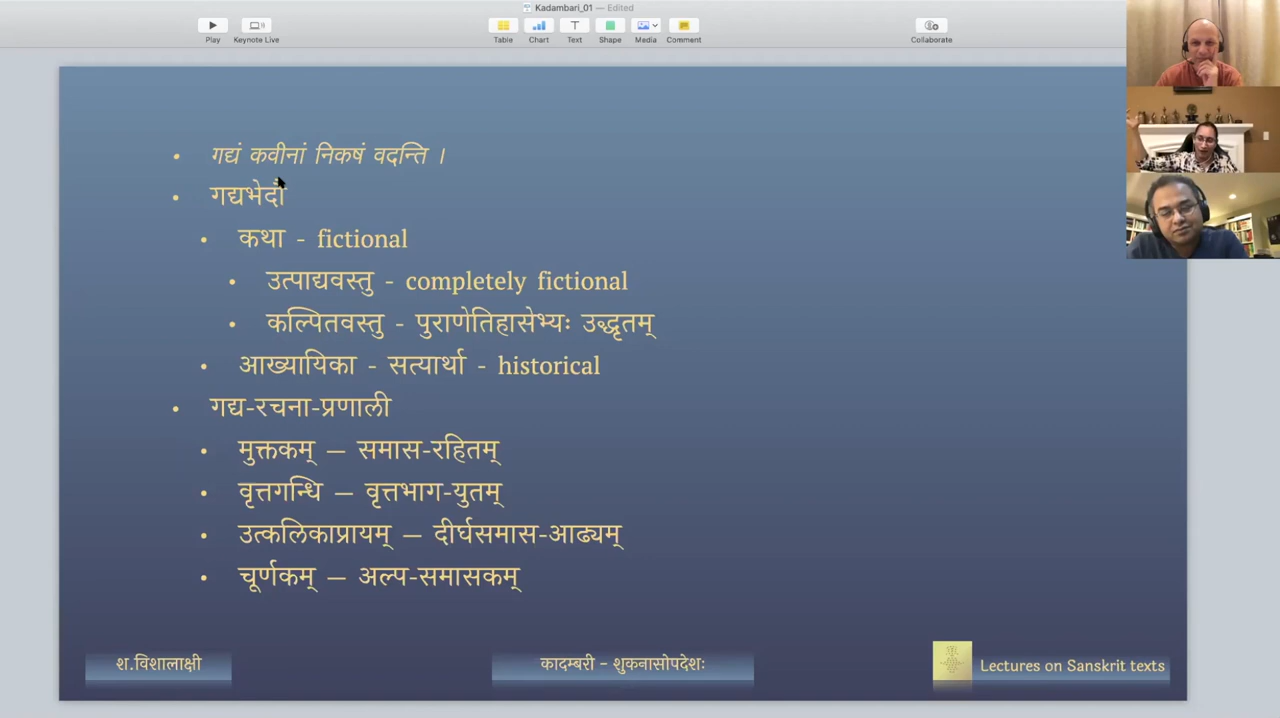 Kadambari_01 — Edited
Play Keynote Live Table Chart Text Shape Media Comment Collaborate
• गद्यं कवीनां निकषं वदन्ति ।
• गद्यभेदौ
• कथा - fictional
• उत्पाद्यवस्तु - completely fictional
• कल्पितवस्तु - पुराणेतिहासेभ्यः उद्धृतम्
• आख्यायिका - सत्यार्था - historical
• गद्य-रचना-प्रणाली
• मुक्तकम् — समास-रहितम्
• वृत्तगन्धि — वृत्तभाग-युतम्
• उत्कलिकाप्रायम् — दीर्घसमास-आढ्यम्
• चूर्णकम् — अल्प-समासकम्
श.विशालाक्षी
कादम्बरी - शुकनासोपदेशः
Lectures on Sanskrit texts